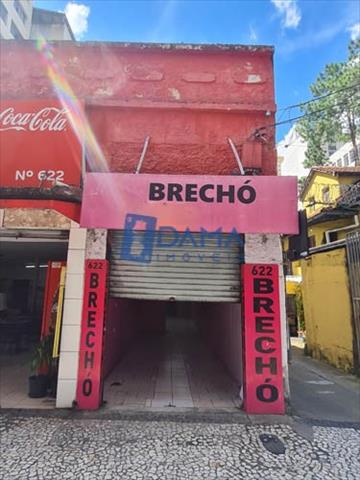 Coca-Cola
Nº 622
BRECHÓ
DAMA
IMÓVEIS
622
BRECHÓ
622
BRECHÓ